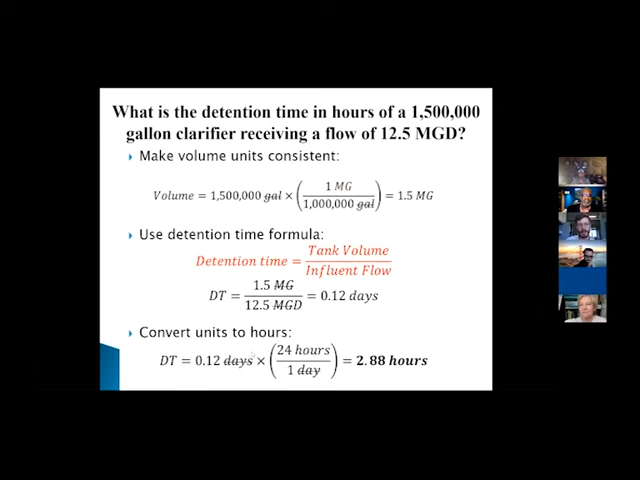 What is the detention time in hours of a 1,500,000
gallon clarifier receiving a flow of 12.5 MGD?
Make volume units consistent:
Volume = 1,500,000 gal × (1 MG / 1,000,000 gal) = 1.5 MG
Use detention time formula:
Detention time = Tank Volume / Influent Flow
DT = 1.5 MG / 12.5 MGD = 0.12 days
Convert units to hours:
DT = 0.12 days × (24 hours / 1 day) = 2.88 hours